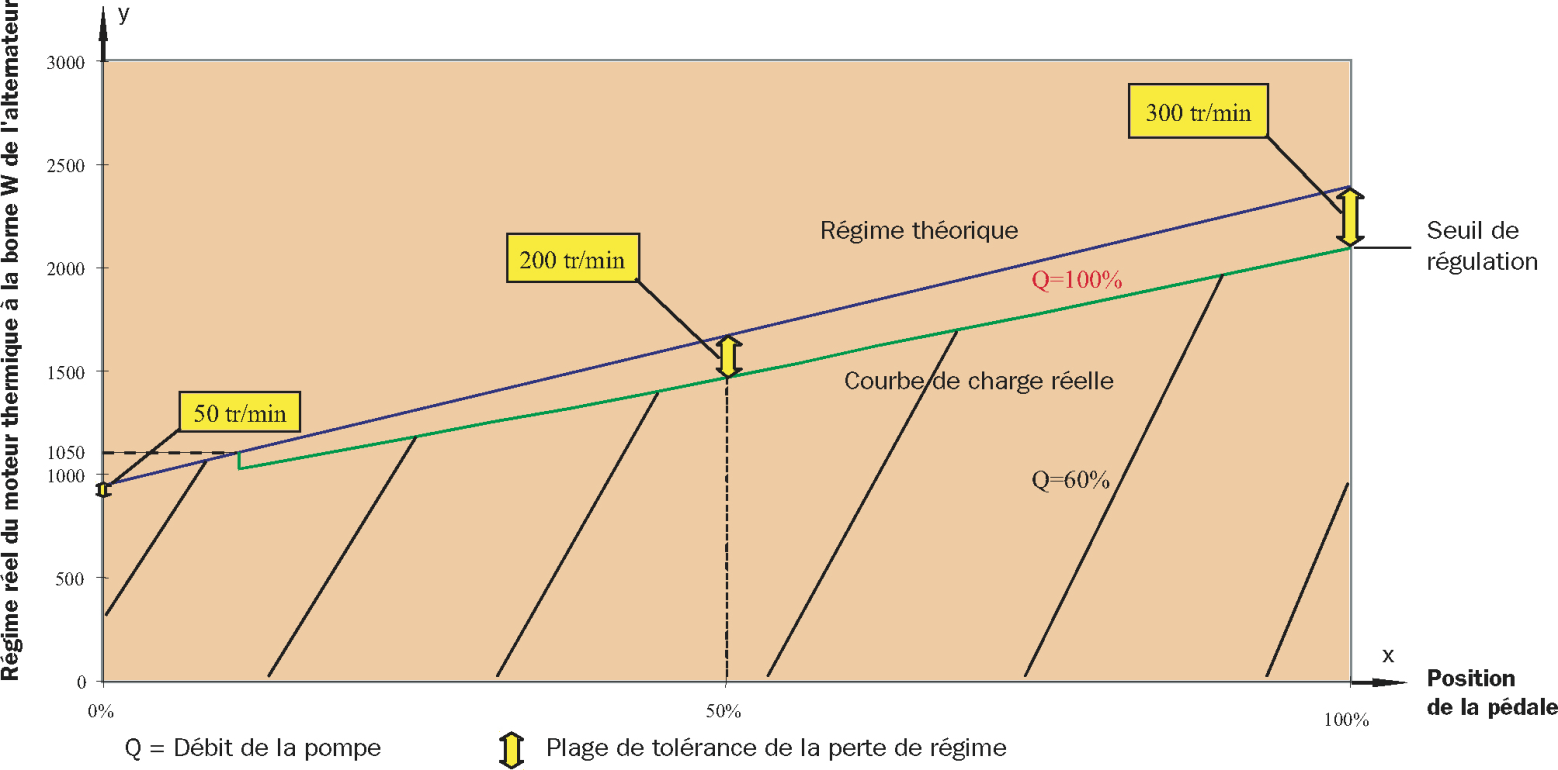 y
Régime réel du moteur thermique à la borne W de l'alternateur
3000
2500
2000
1500
1050
1000
500
0
300 tr/min
200 tr/min
50 tr/min
Régime théorique
Q=100%
Seuil de
régulation
Courbe de charge réelle
Q=60%
x
Position
de la pédale
0%
50%
100%
Q = Débit de la pompe
Plage de tolérance de la perte de régime